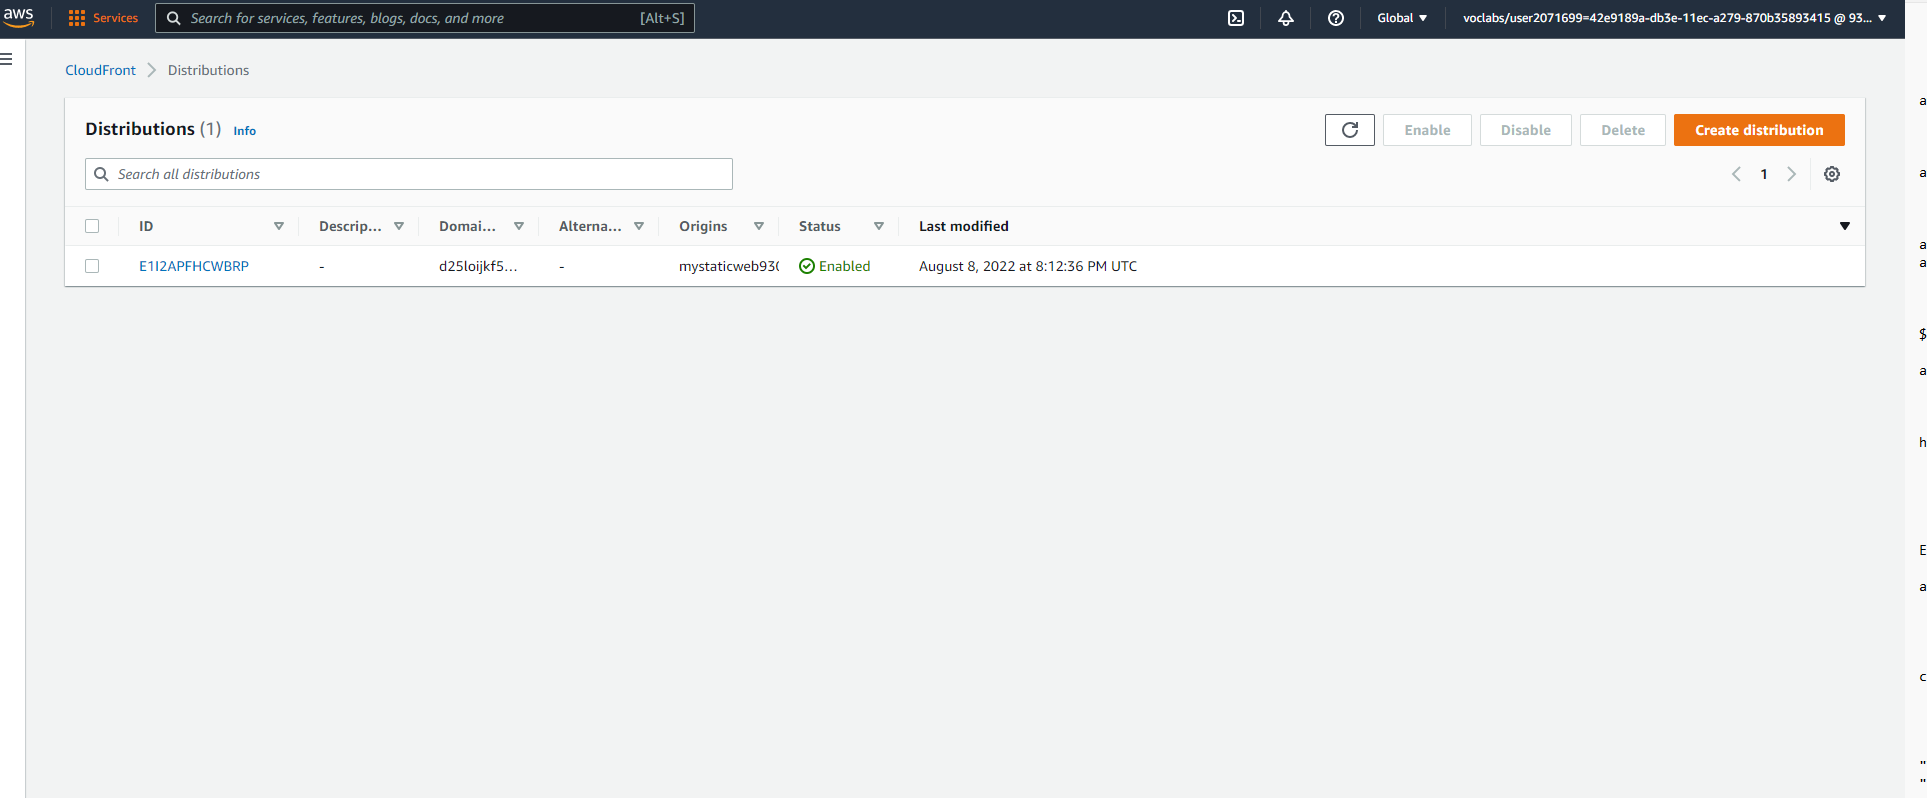 aws Services Search for services, features, blogs, docs, and more [Alt+S] Global voclabs/user2071699=42e9189a-db3e-11ec-a279-870b35893415 @ 93...
CloudFront Distributions
Distributions (1) Info Enable Disable Delete Create distribution
Search all distributions 1
ID Descrip... Domai... Alterna... Origins Status Last modified
E1I2APFHCWBRP - d25loijkf5... - mystaticweb930 Enabled August 8, 2022 at 8:12:36 PM UTC
a
a
a
a
$
a
h
E
a
c
"
"